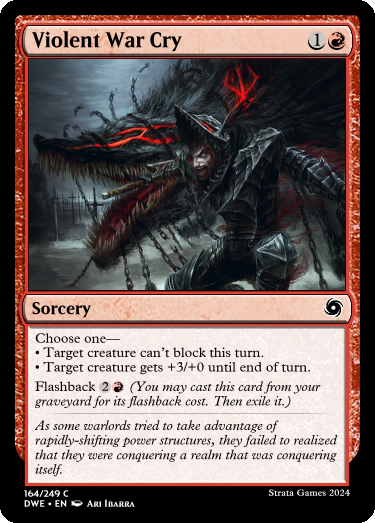 Violent War Cry 1
Sorcery
Choose one—
• Target creature can't block this turn.
• Target creature gets +3/+0 until end of turn.
Flashback 2 (You may cast this card from your
graveyard for its flashback cost. Then exile it.)
As some warlords tried to take advantage of
rapidly-shifting power structures, they failed to realized
that they were conquering a realm that was conquering
itself.
164/249 C
DWE • EN Ari Ibarra
Strata Games 2024